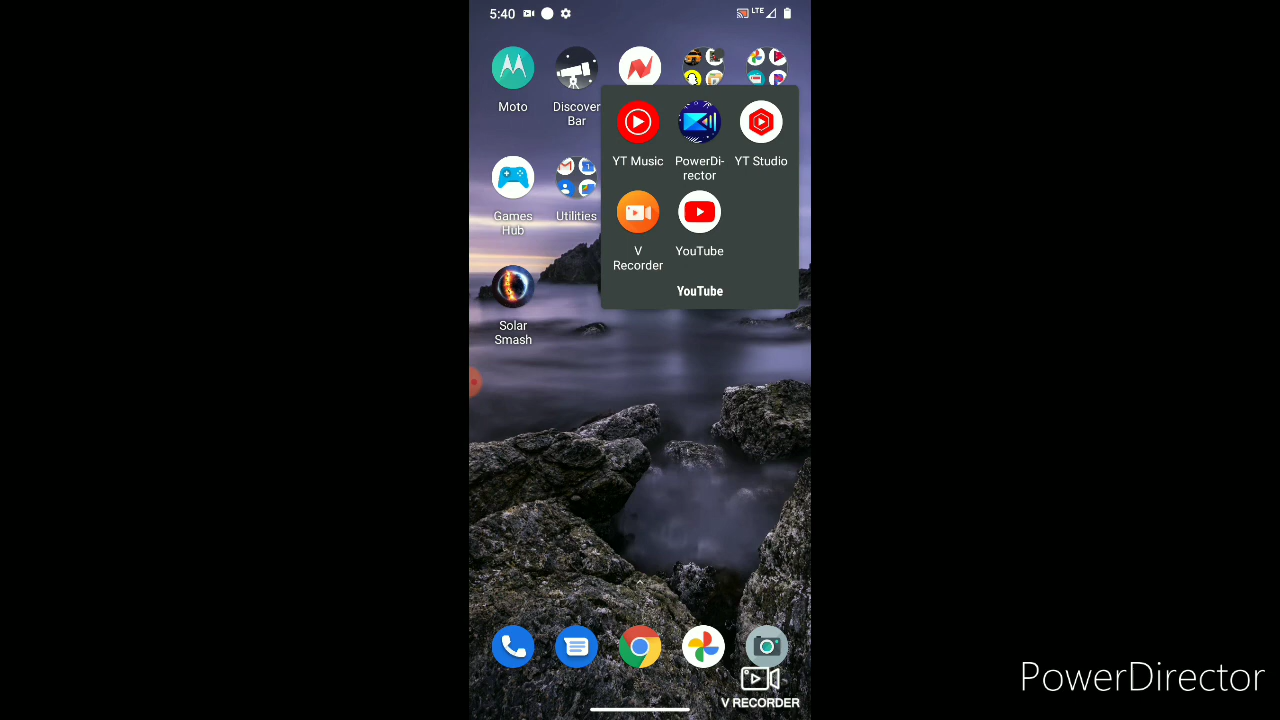 5:40
LTE
Moto
Discover
Bar
YT Music
PowerDi-
rector
YT Studio
V
Recorder
YouTube
YouTube
Games
Hub
Utilities
Solar
Smash
V RECORDER
PowerDirector